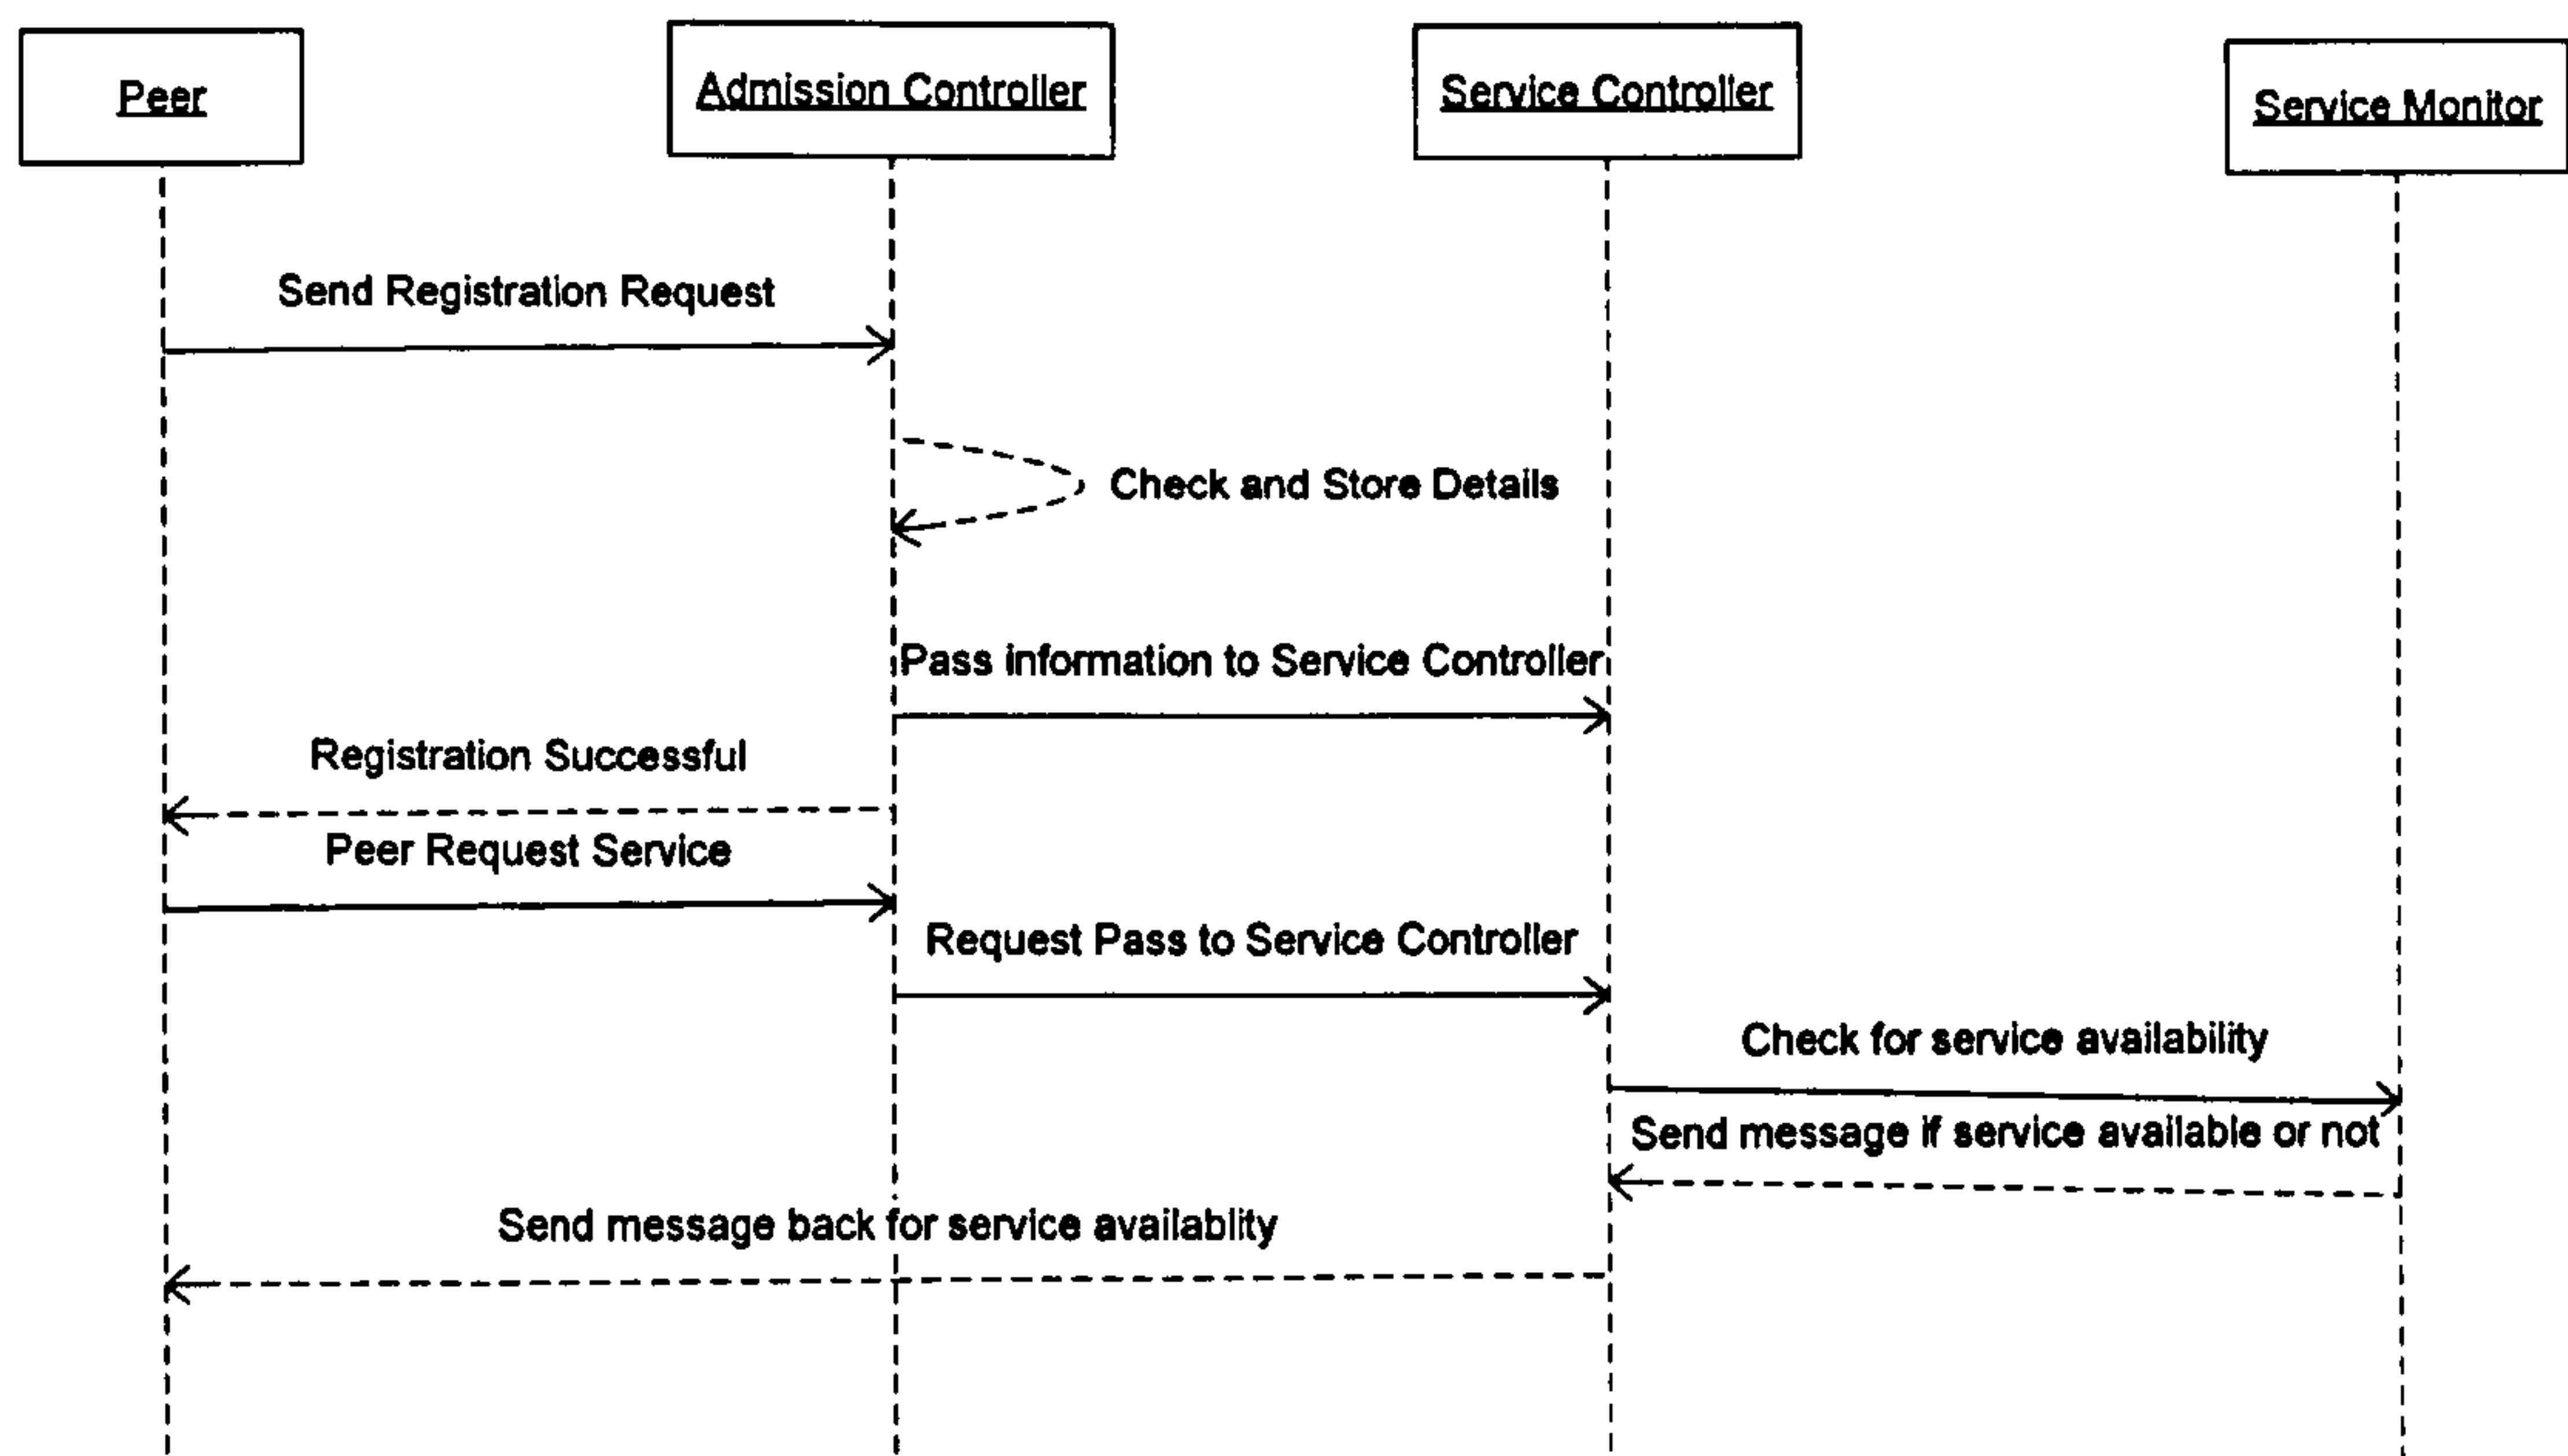 Peer
Admission Controller
Service Controller
Service Monitor
Send Registration Request
Check and Store Details
Pass information to Service Controller
Registration Successful
Peer Request Service
Request Pass to Service Controller
Check for service availability
Send message if service available or not
Send message back for service availablity